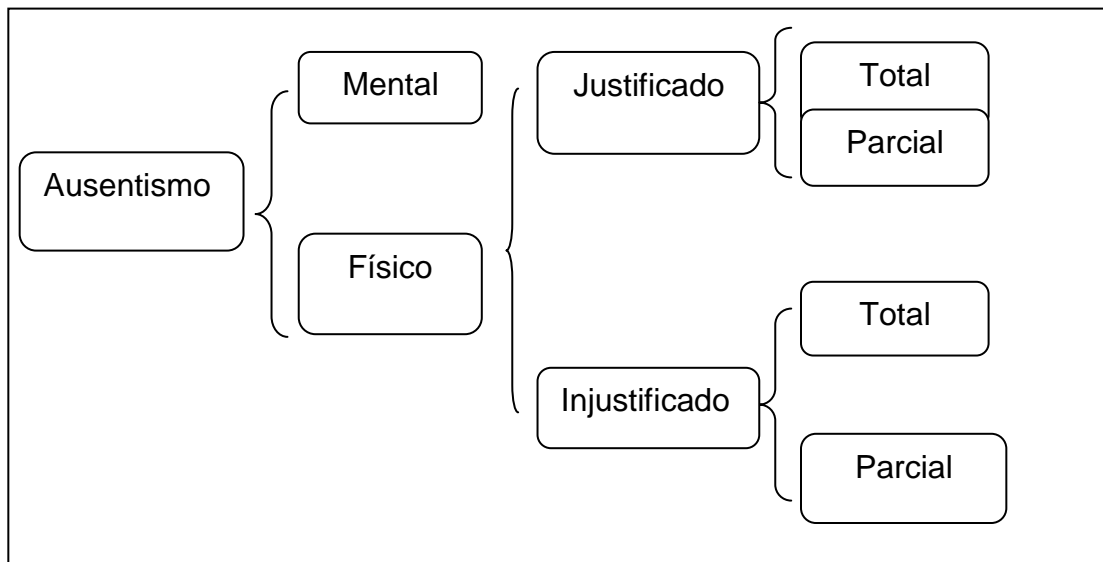 Ausentismo
Mental
Físico
Justificado
Total
Parcial
Injustificado
Total
Parcial